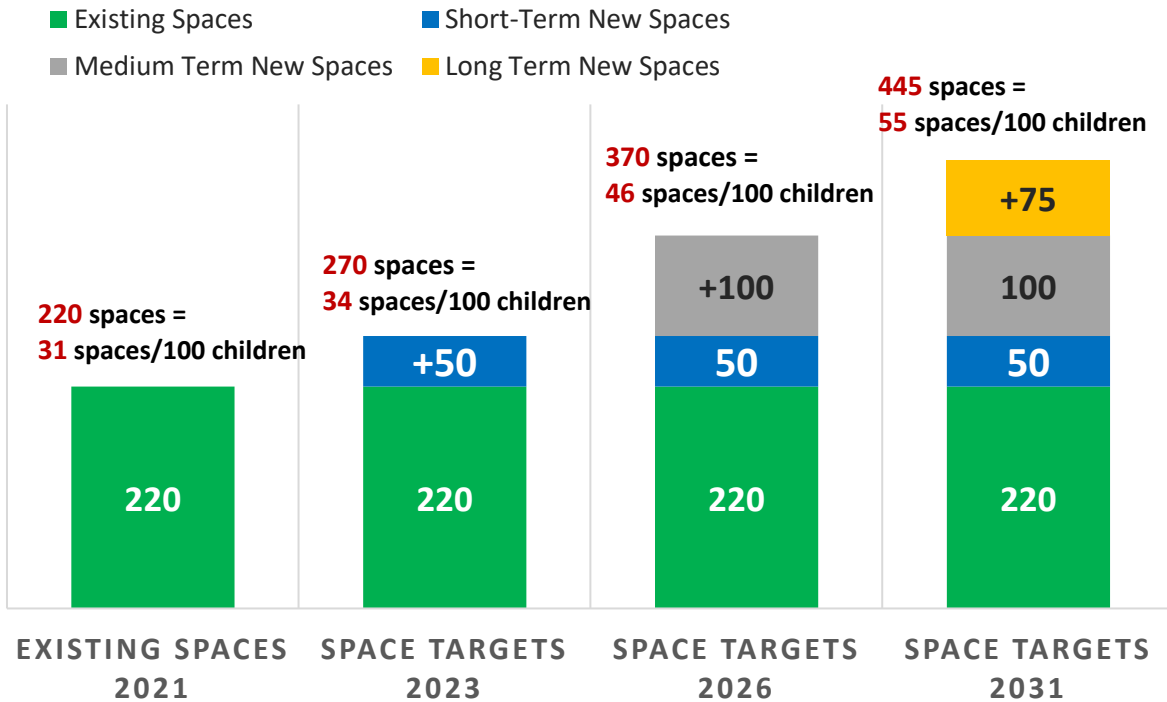 Existing Spaces
Short-Term New Spaces
Medium Term New Spaces
Long Term New Spaces
220 spaces =
31 spaces/100 children
220
EXISTING SPACES
2021
270 spaces =
34 spaces/100 children
+50
220
SPACE TARGETS
2023
370 spaces =
46 spaces/100 children
+100
50
220
SPACE TARGETS
2026
445 spaces =
55 spaces/100 children
+75
100
50
220
SPACE TARGETS
2031